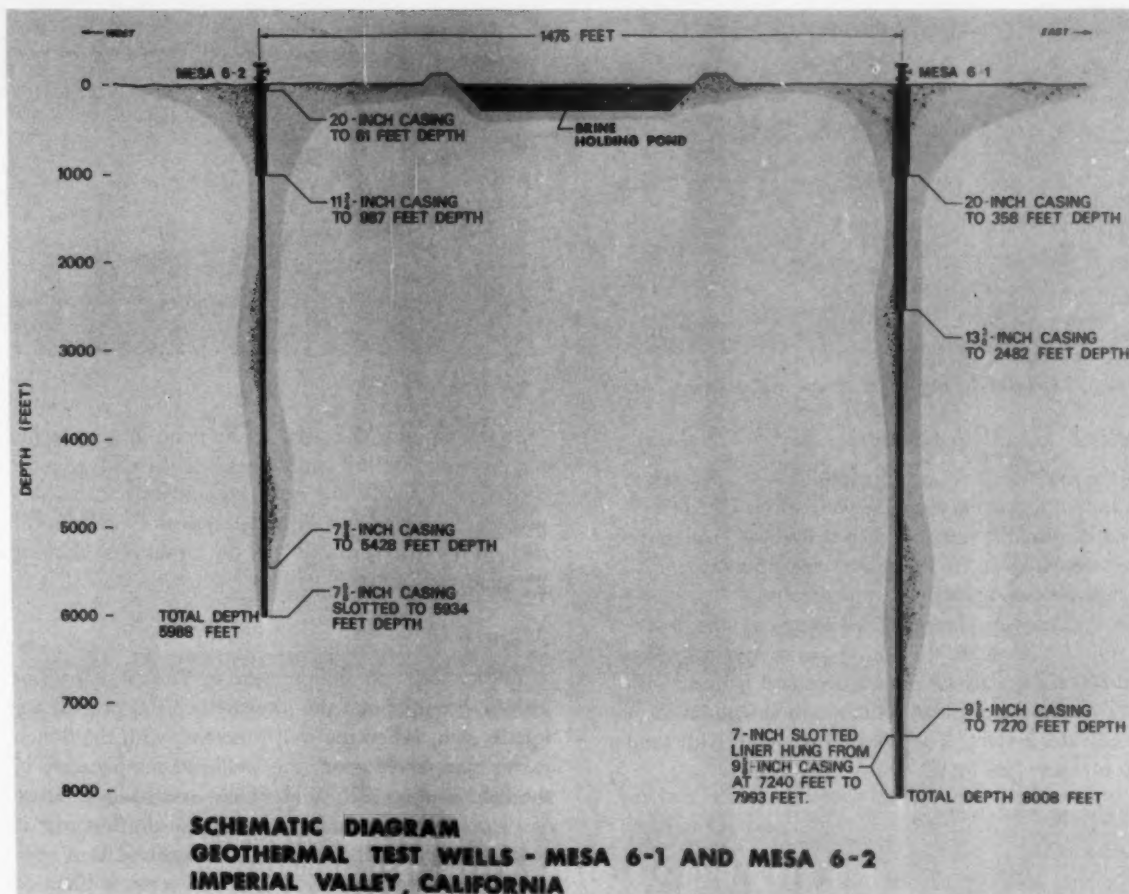 ← WEST
1475 FEET
EAST →
MESA 6-2
MESA 6-1
0
20-INCH CASING
TO 61 FEET DEPTH
BRINE
HOLDING POND
1000
11¾-INCH CASING
TO 987 FEET DEPTH
20-INCH CASING
TO 358 FEET DEPTH
2000
3000
13⅜-INCH CASING
TO 2482 FEET DEPTH
4000
DEPTH (FEET)
5000
7⅝-INCH CASING
TO 5428 FEET DEPTH
6000
TOTAL DEPTH
5988 FEET
7⅝-INCH CASING
SLOTTED TO 5934
FEET DEPTH
7000
9⅝-INCH CASING
TO 7270 FEET DEPTH
7-INCH SLOTTED
LINER HUNG FROM
9⅝-INCH CASING
AT 7240 FEET TO
7993 FEET.
8000
TOTAL DEPTH 8008 FEET
SCHEMATIC DIAGRAM
GEOTHERMAL TEST WELLS - MESA 6-1 AND MESA 6-2
IMPERIAL VALLEY, CALIFORNIA